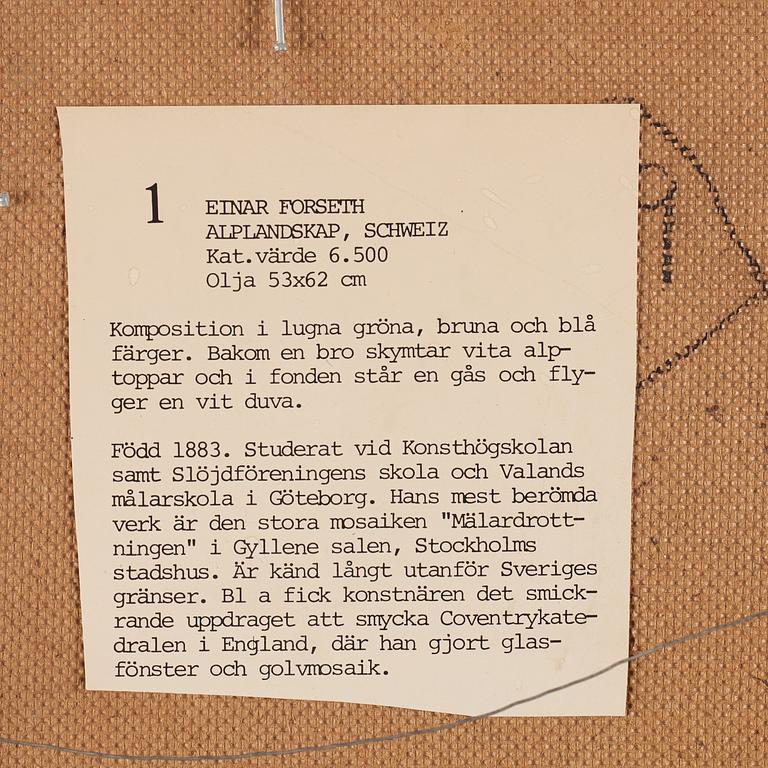 1
EINAR FORSETH
ALPLANDSKAP, SCHWEIZ
Kat.värde 6.500
Olja 53x62 cm
Komposition i lugna gröna, bruna och blå
färger. Bakom en bro skymtar vita alp-
toppar och i fonden står en gås och fly-
ger en vit duva.
Född 1883. Studerat vid Konsthögskolan
samt Slöjdföreningens skola och Valands
målarskola i Göteborg. Hans mest berömda
verk är den stora mosaiken "Mälardrott-
ningen" i Gyllene salen, Stockholms
stadshus. Är känd långt utanför Sveriges
gränser. Bl a fick konstnären det smick-
rande uppdraget att smycka Coventrykate-
dralen i England, där han gjort glas-
fönster och golvmosaik.